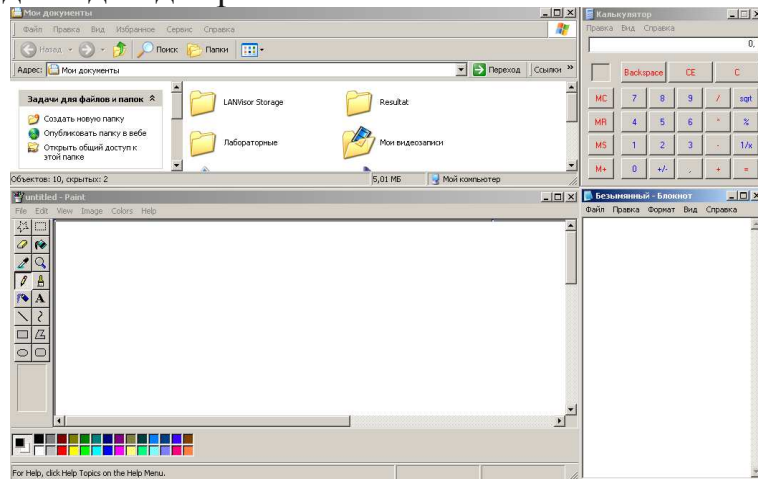 Мои документы
Файл Правка Вид Избранное Сервис Справка
Назад Поиск Папки
Адрес: Мои документы Переход Ссылки »
Задачи для файлов и папок
Создать новую папку
Опубликовать папку в вебе
Открыть общий доступ к этой папке
LANVisor Storage
Resultat
Лабораторные
Мои видеозаписи
Объектов: 10, скрытых: 2 5,01 МБ Мой компьютер
Калькулятор
Правка Вид Справка
0,
Backspace CE C
MC 7 8 9 / sqrt
MR 4 5 6 * %
MS 1 2 3 - 1/x
M+ 0 +/- , + =
untitled - Paint
File Edit View Image Colors Help
A
For Help, click Help Topics on the Help Menu.
Безымянный - Блокнот
Файл Правка Формат Вид Справка